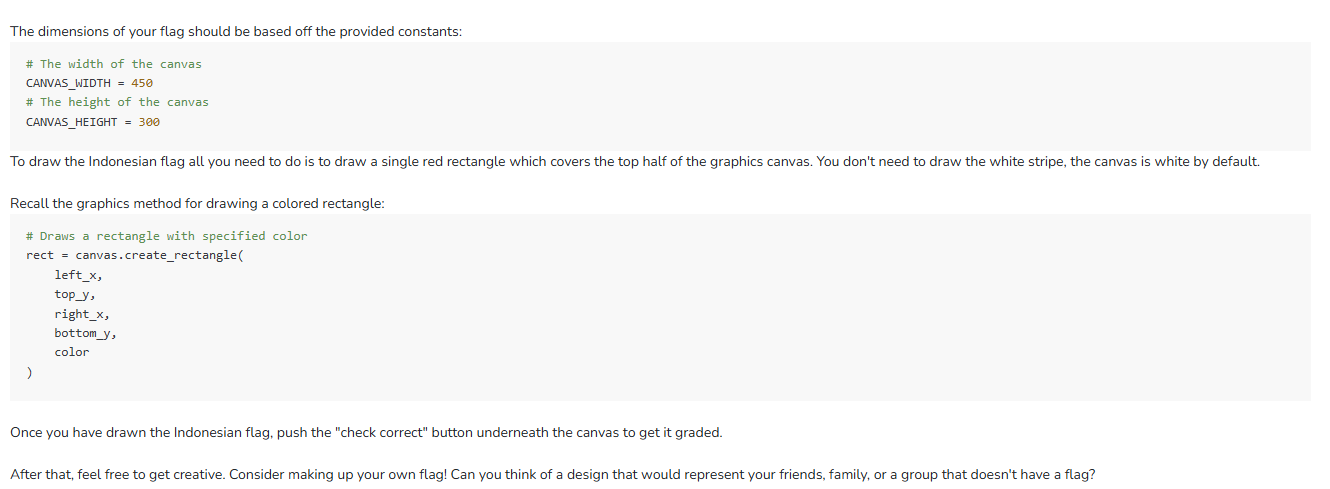 The dimensions of your flag should be based off the provided constants:
# The width of the canvas
CANVAS_WIDTH = 450
# The height of the canvas
CANVAS_HEIGHT = 300
To draw the Indonesian flag all you need to do is to draw a single red rectangle which covers the top half of the graphics canvas. You don't need to draw the white stripe, the canvas is white by default.
Recall the graphics method for drawing a colored rectangle:
# Draws a rectangle with specified color
rect = canvas.create_rectangle(
    left_x,
    top_y,
    right_x,
    bottom_y,
    color
)
Once you have drawn the Indonesian flag, push the "check correct" button underneath the canvas to get it graded.
After that, feel free to get creative. Consider making up your own flag! Can you think of a design that would represent your friends, family, or a group that doesn't have a flag?